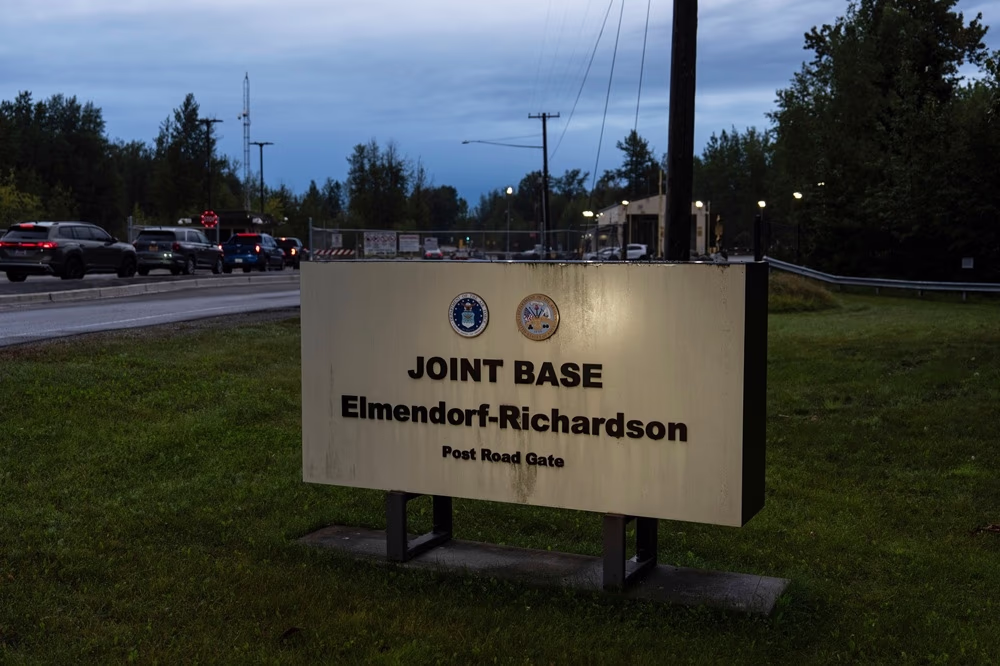 JOINT BASE
Elmendorf-Richardson
Post Road Gate